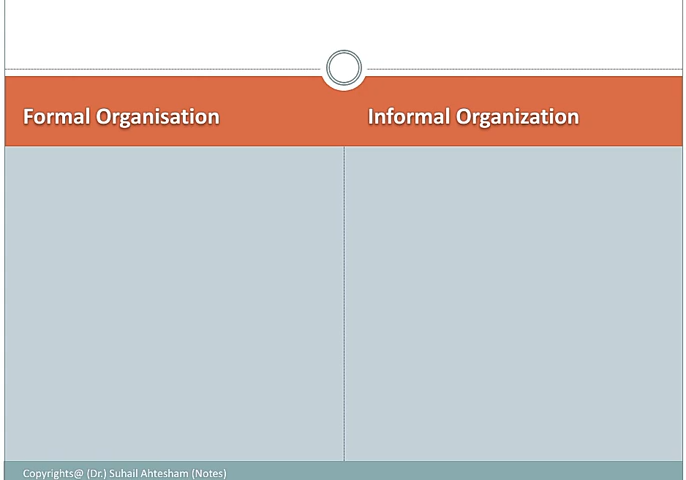 Formal Organisation
Informal Organization
Copyrights@ (Dr.) Suhail Ahtesham (Notes)